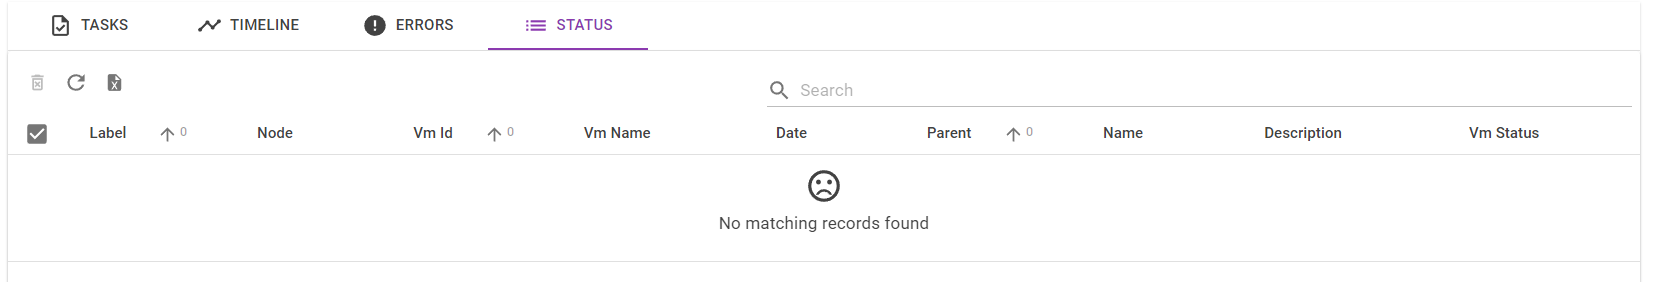 TASKS TIMELINE ERRORS STATUS
Search
Label 0 Node Vm Id 0 Vm Name Date Parent 0 Name Description Vm Status
No matching records found